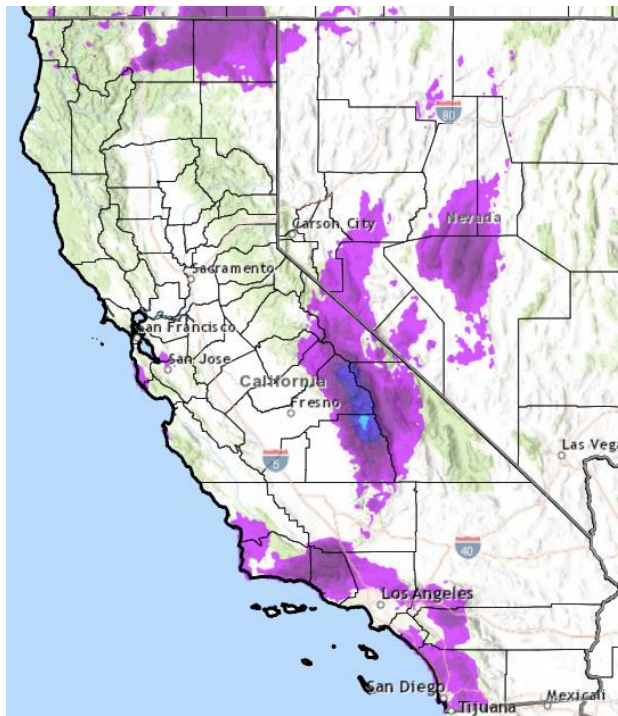 80
Nevada
Carson City
Sacramento
San Francisco
San Jose
California
Fresno
Las Vega
5
40
Los Angeles
San Diego
Mexicali
Tijuana